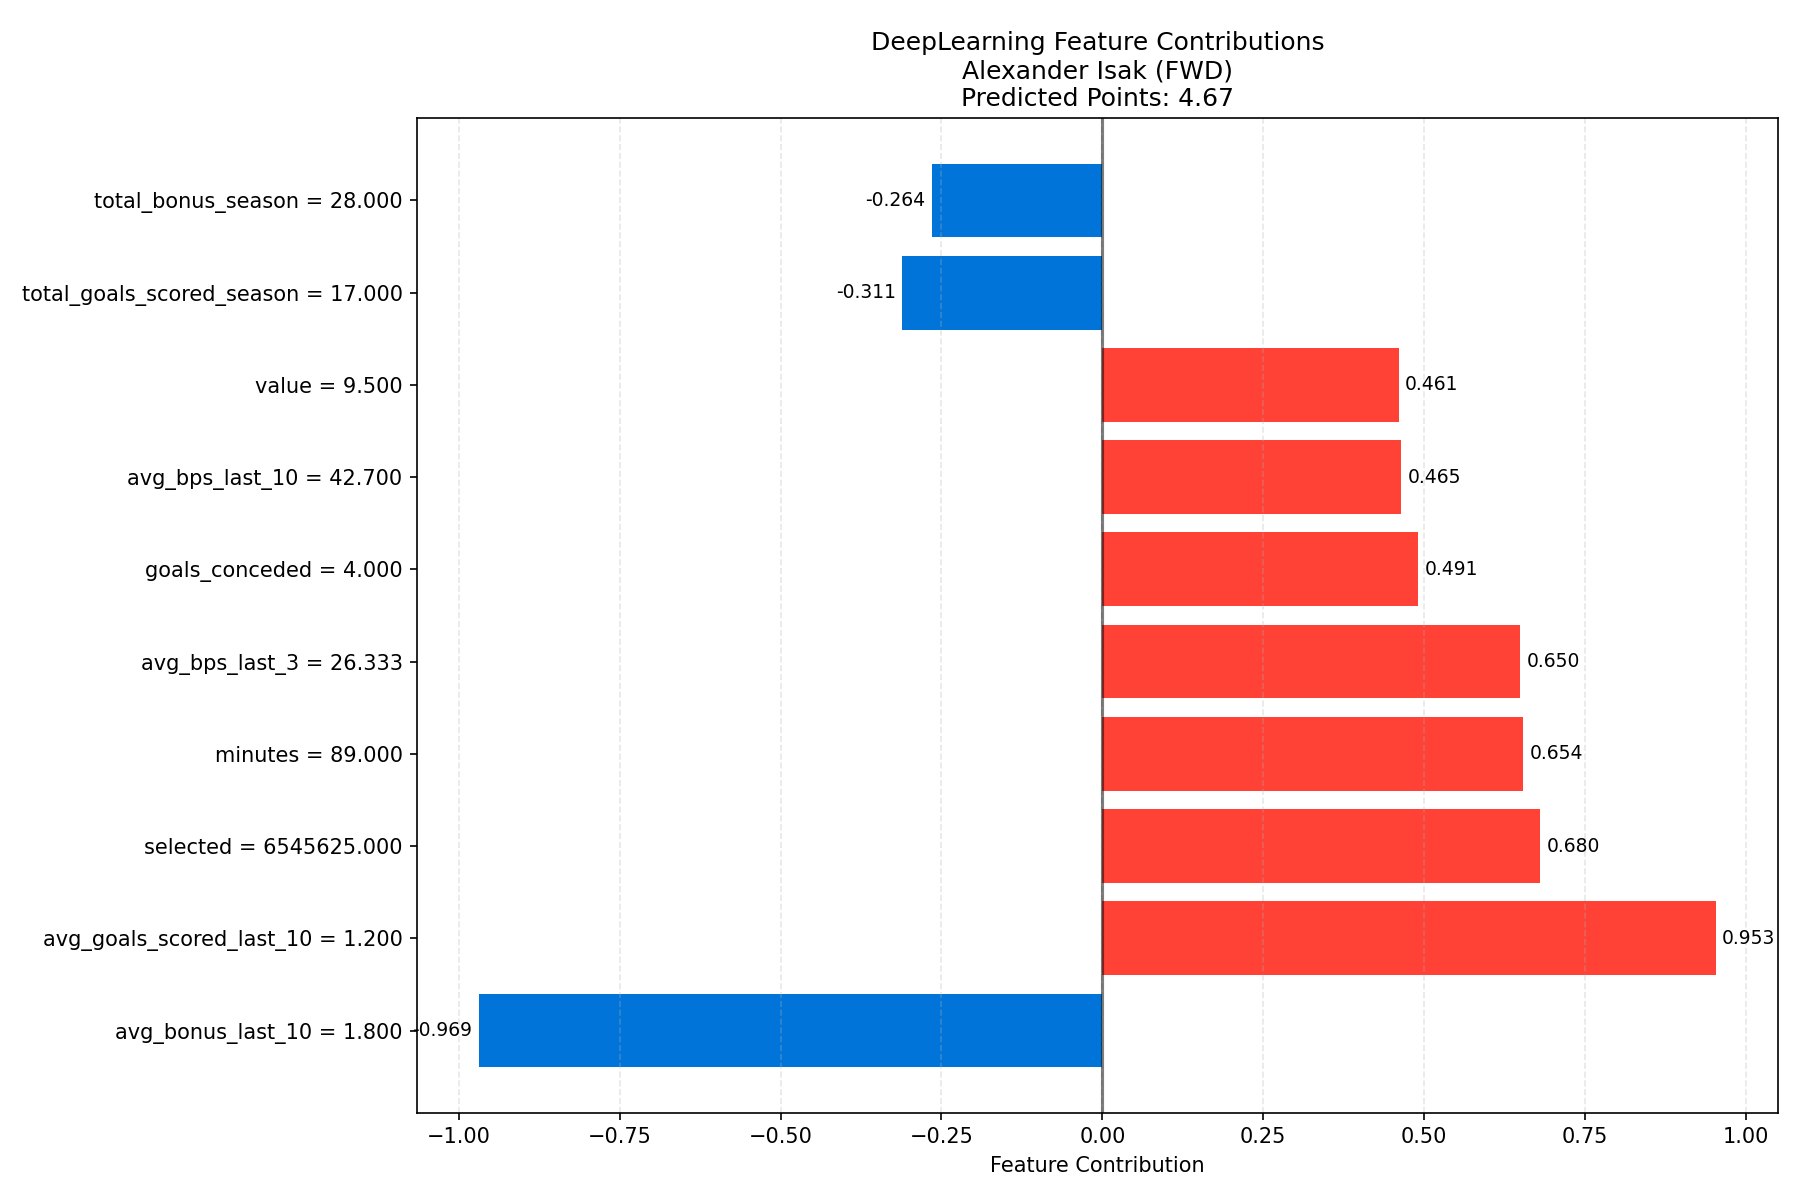 DeepLearning Feature Contributions
Alexander Isak (FWD)
Predicted Points: 4.67
total_bonus_season = 28.000
-0.264
total_goals_scored_season = 17.000
-0.311
value = 9.500
0.461
avg_bps_last_10 = 42.700
0.465
goals_conceded = 4.000
0.491
avg_bps_last_3 = 26.333
0.650
minutes = 89.000
0.654
selected = 6545625.000
0.680
avg_goals_scored_last_10 = 1.200
0.953
avg_bonus_last_10 = 1.800
-0.969
−1.00 −0.75 −0.50 −0.25 0.00 0.25 0.50 0.75 1.00
Feature Contribution